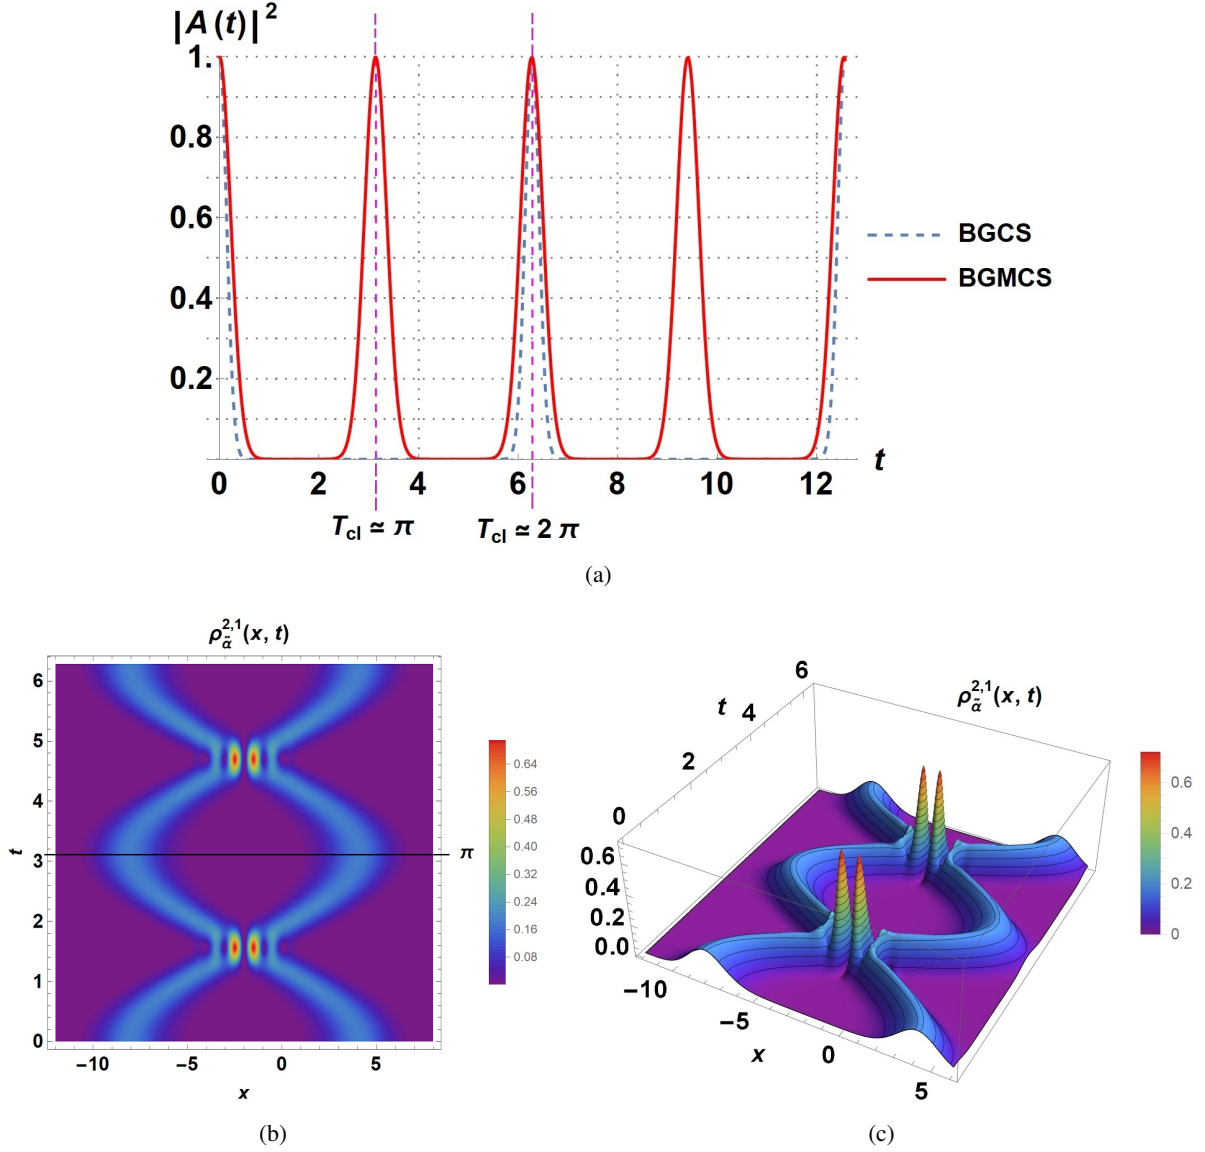 |A(t)|²
1.
0.8
0.6
0.4
0.2
0 2 4 6 8 10 12 t
T_cl ≃ π T_cl ≃ 2 π
BGCS
BGMCS
(a)
ρ_α̃^2,1(x, t)
6
5
4
3
2
1
0
t
π
−10 −5 0 5
x
0.64
0.56
0.48
0.40
0.32
0.24
0.16
0.08
(b)
ρ_α̃^2,1(x, t)
6
t 4
2
0
0.6
0.4
0.2
0.0
−10
−5
x 0
5
0.6
0.4
0.2
0
(c)